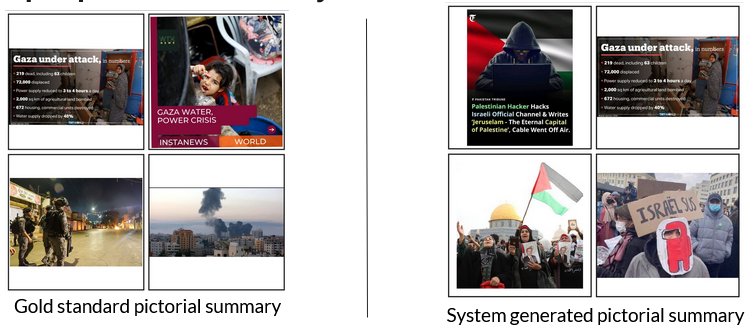 Gaza under attack, in numbers
• 219 dead, including 63 children
• 72,000 displaced
• Power supply reduced to 3 to 4 hours a day
• 2,000 sq km of agricultural land bombed
• 672 housing, commercial units destroyed
• Water supply dropped by 40%
NEWS
GAZA WATER,
POWER CRISIS
INSTANEWS WORLD
Gold standard pictorial summary
Palestinian Hacker Hacks
Israeli Official Channel & Writes
'Jeruselam - The Eternal Capital
of Palestine', Cable Went Off Air.
Gaza under attack, in numbers
• 219 dead, including 63 children
• 72,000 displaced
• Power supply reduced to 3 to 4 hours a day
• 2,000 sq km of agricultural land bombed
• 672 housing, commercial units destroyed
• Water supply dropped by 40%
ISRAËL SUS
System generated pictorial summary